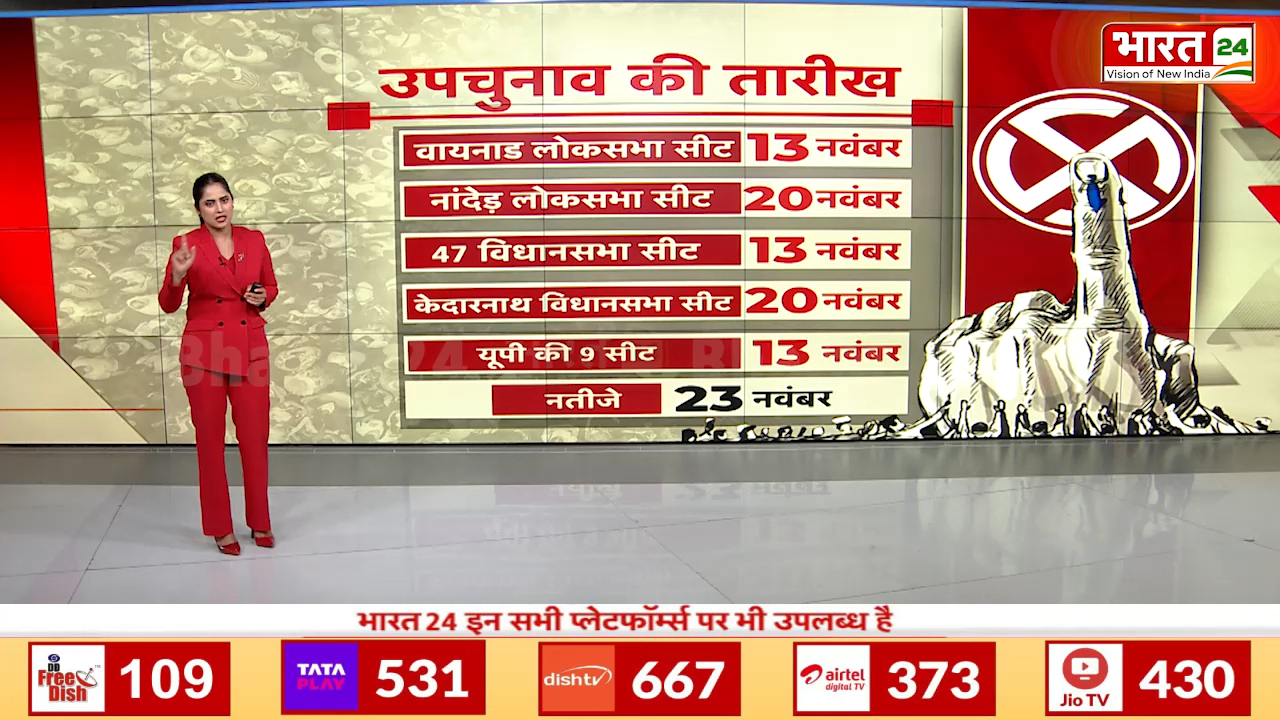 भारत 24
Vision of New India
उपचुनाव की तारीख
वायनाड लोकसभा सीट 13 नवंबर
नांदेड़ लोकसभा सीट 20 नवंबर
47 विधानसभा सीट 13 नवंबर
केदारनाथ विधानसभा सीट 20 नवंबर
यूपी की 9 सीट 13 नवंबर
नतीजे 23 नवंबर
भारत 24 इन सभी प्लेटफॉर्म्स पर भी उपलब्ध है
DD Free Dish 109
TATA PLAY 531
dishtv 667
airtel digital TV 373
Jio TV 430